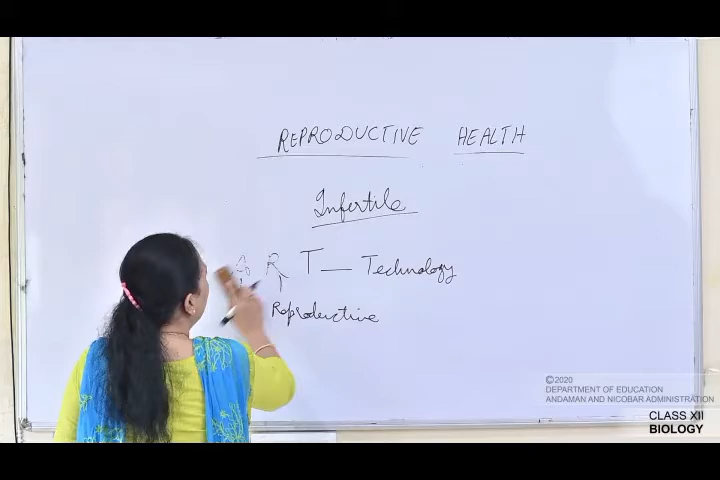 REPRODUCTIVE HEALTH
Infertile
A R T — Technology
Reproductive
©2020
DEPARTMENT OF EDUCATION
ANDAMAN AND NICOBAR ADMINISTRATION
CLASS XII
BIOLOGY